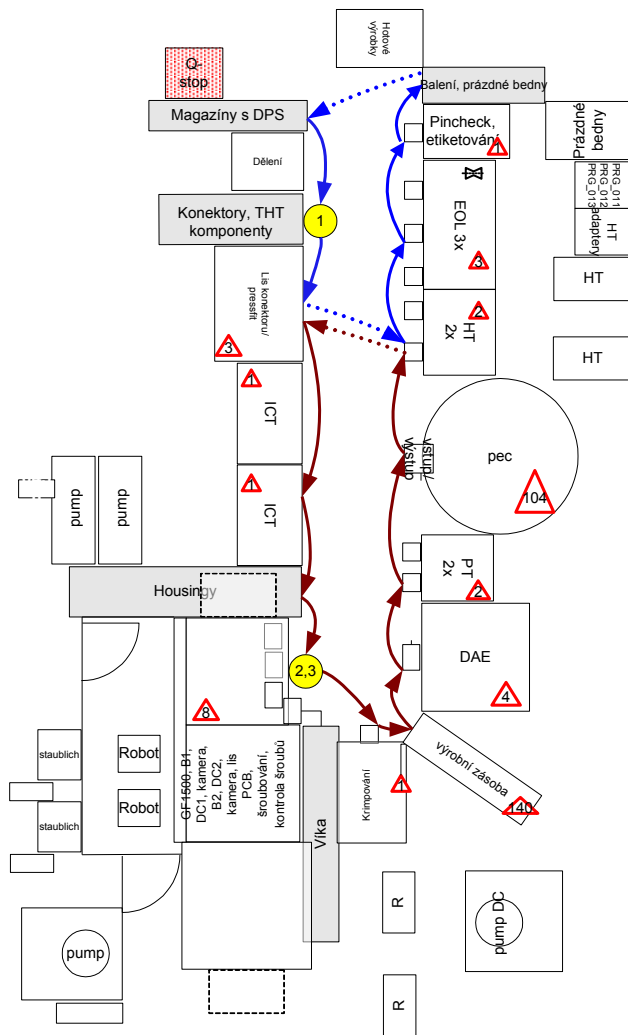 Hotové
výrobky
Q-
stop
Balení, prázdné bedny
Magazíny s DPS
Pincheck,
etiketování
1
Prázdné
bedny
Dělení
PRG_011
PRG_012
PRG_013
HT
adaptery
EOL 3x
3
Konektory, THT
komponenty
1
HT
Lis konektoru/
pressfit
3
HT
2x
2
HT
1
ICT
vstup/
výstup
pec
104
1
ICT
pump
pump
PT
2x
2
Housingy
DAE
4
2,3
8
GF1500, B1,
DC1, kamera,
B2, DC2,
kamera, lis
PCB,
šroubování,
kontrola šroubů
staublich
Robot
staublich
Robot
Víka
Krimpování
1
výrobní zásoba
140
R
pump DC
pump
R